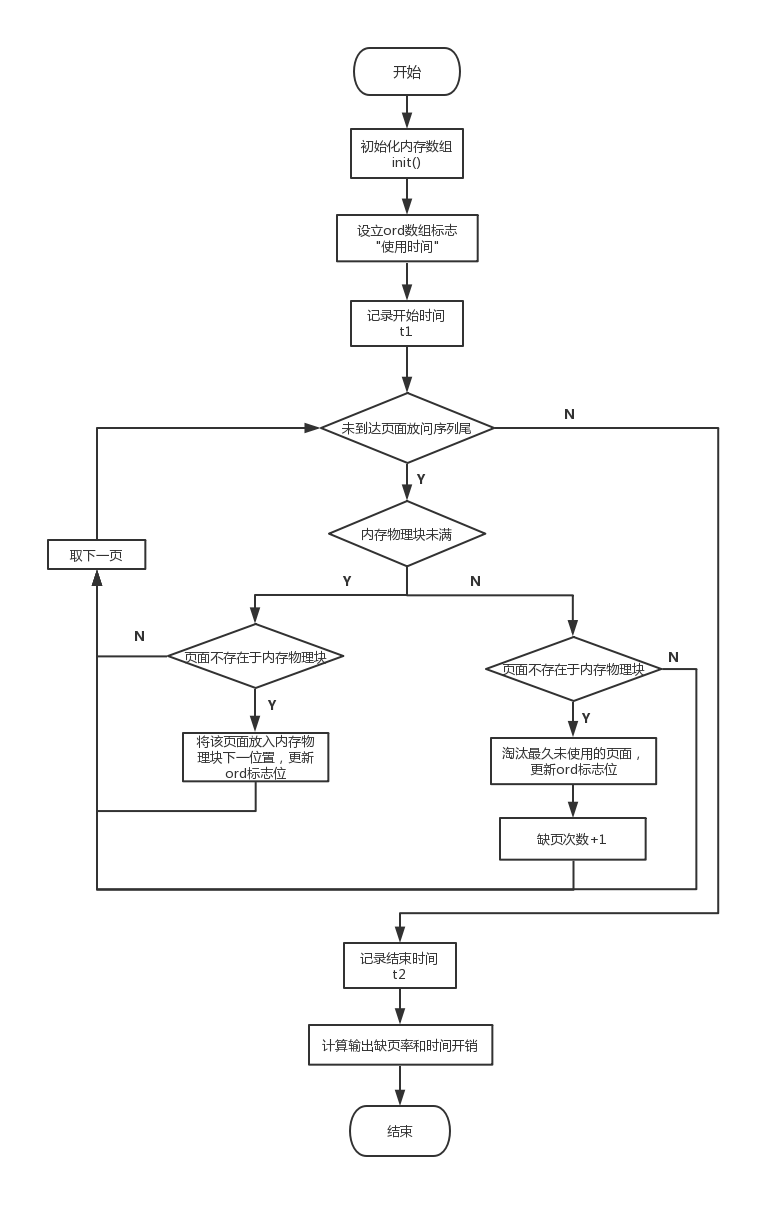 开始
初始化内存数组
init()
设立ord数组标志
"使用时间"
记录开始时间
t1
未到达页面放问序列尾
N
Y
内存物理块未满
取下一页
Y
N
N
页面不存在于内存物理块
页面不存在于内存物理块
N
Y
Y
将该页面放入内存物
理块下一位置，更新
ord标志位
淘汰最久未使用的页面，
更新ord标志位
缺页次数+1
记录结束时间
t2
计算输出缺页率和时间开销
结束